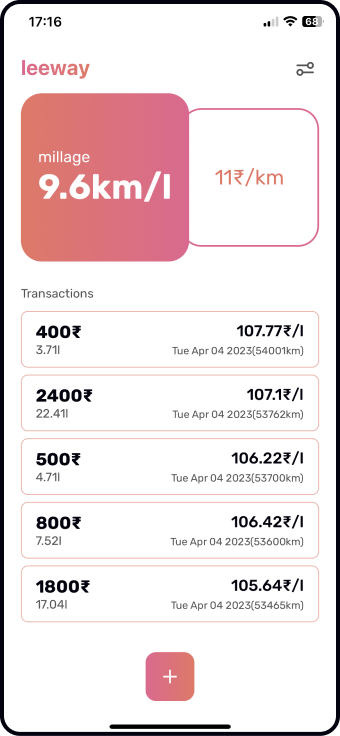 17:16
68
leeway
millage
9.6km/l
11₹/km
Transactions
400₹
107.77₹/l
3.71l
Tue Apr 04 2023(54001km)
2400₹
107.1₹/l
22.41l
Tue Apr 04 2023(53762km)
500₹
106.22₹/l
4.71l
Tue Apr 04 2023(53700km)
800₹
106.42₹/l
7.52l
Tue Apr 04 2023(53600km)
1800₹
105.64₹/l
17.04l
Tue Apr 04 2023(53465km)
+